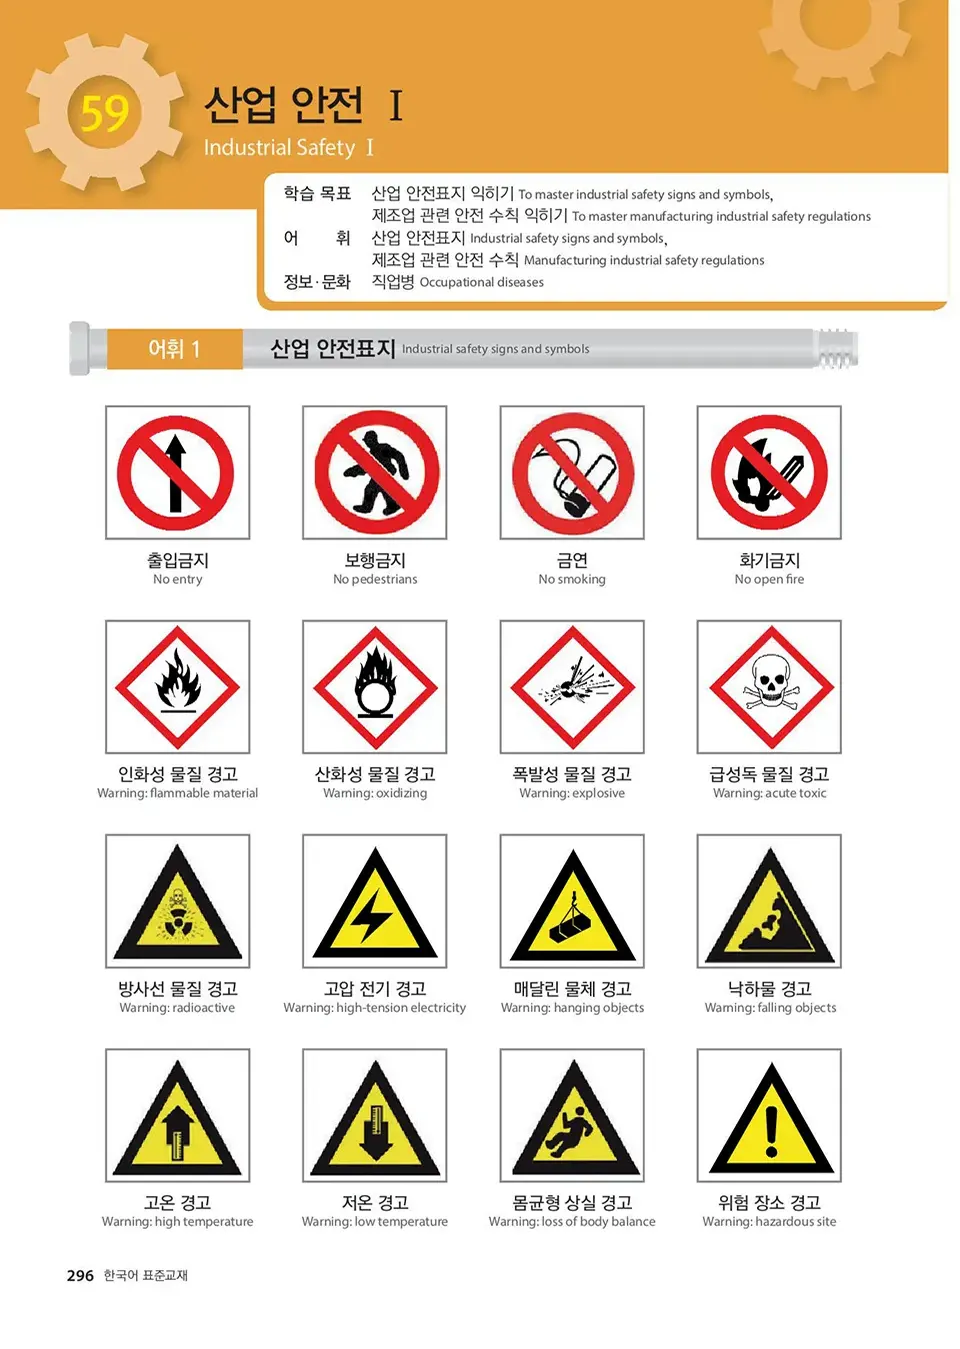 59
산업 안전 Ⅰ
Industrial Safety Ⅰ
학습 목표 산업 안전표지 익히기 To master industrial safety signs and symbols,
제조업 관련 안전 수칙 익히기 To master manufacturing industrial safety regulations
어 휘 산업 안전표지 Industrial safety signs and symbols,
제조업 관련 안전 수칙 Manufacturing industrial safety regulations
정보·문화 직업병 Occupational diseases
어휘 1 산업 안전표지 Industrial safety signs and symbols
출입금지 보행금지 금연 화기금지
No entry No pedestrians No smoking No open fire
인화성 물질 경고 산화성 물질 경고 폭발성 물질 경고 급성독 물질 경고
Warning: flammable material Warning: oxidizing Warning: explosive Warning: acute toxic
방사선 물질 경고 고압 전기 경고 매달린 물체 경고 낙하물 경고
Warning: radioactive Warning: high-tension electricity Warning: hanging objects Warning: falling objects
고온 경고 저온 경고 몸균형 상실 경고 위험 장소 경고
Warning: high temperature Warning: low temperature Warning: loss of body balance Warning: hazardous site
296 한국어 표준교재